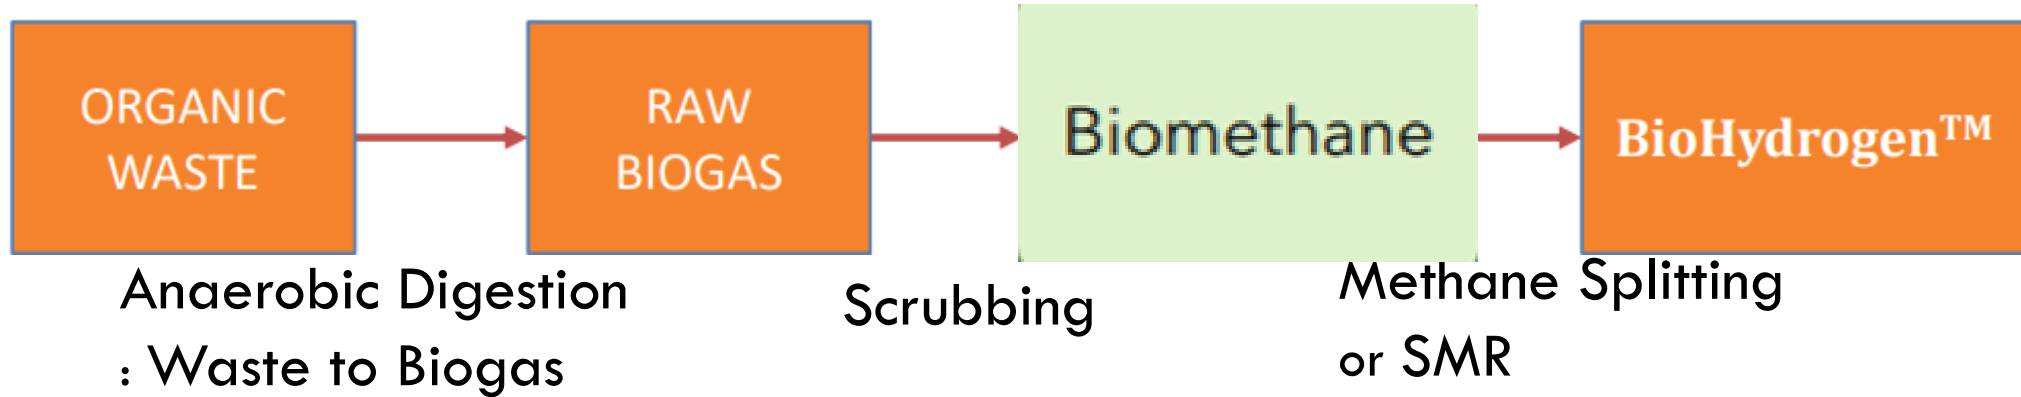 ORGANIC
WASTE
RAW
BIOGAS
Biomethane
BioHydrogen™
Anaerobic Digestion
: Waste to Biogas
Scrubbing
Methane Splitting
or SMR